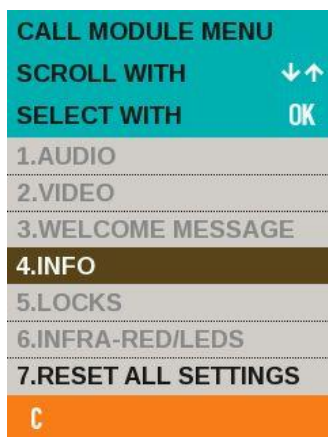 CALL MODULE MENU
SCROLL WITH ↓↑
SELECT WITH OK
1.AUDIO
2.VIDEO
3.WELCOME MESSAGE
4.INFO
5.LOCKS
6.INFRA-RED/LEDS
7.RESET ALL SETTINGS
C